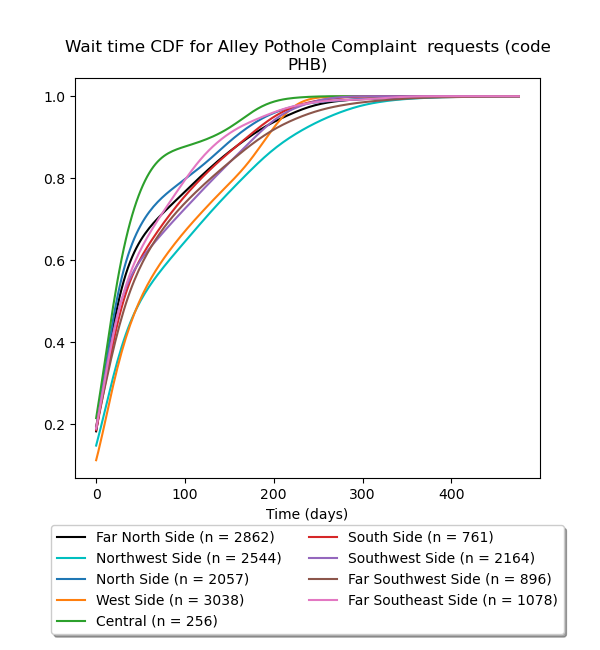 Wait time CDF for Alley Pothole Complaint  requests (code
PHB)
1.0
0.8
0.6
0.4
0.2
0 100 200 300 400
Time (days)
Far North Side (n = 2862)
Northwest Side (n = 2544)
North Side (n = 2057)
West Side (n = 3038)
Central (n = 256)
South Side (n = 761)
Southwest Side (n = 2164)
Far Southwest Side (n = 896)
Far Southeast Side (n = 1078)